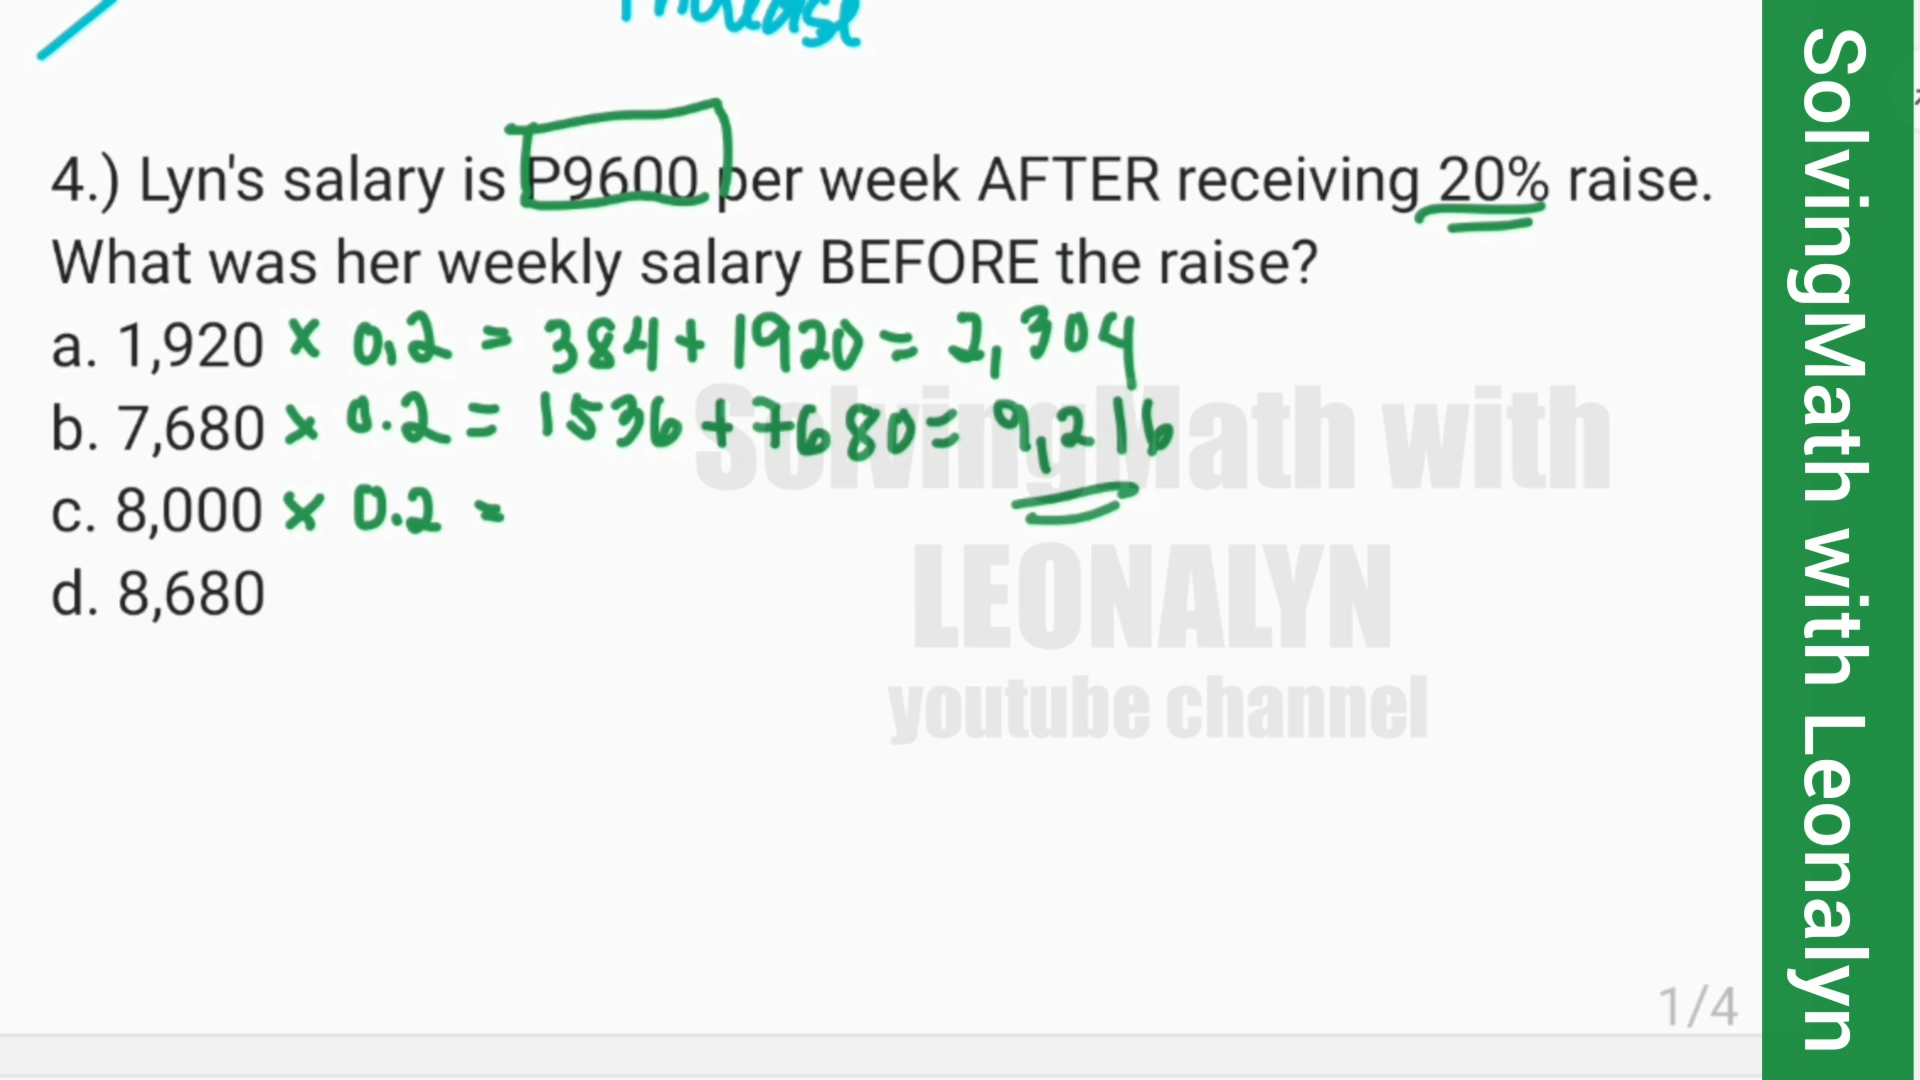 Increase
4.) Lyn's salary is P9600 per week AFTER receiving 20% raise.
What was her weekly salary BEFORE the raise?
a. 1,920 × 0.2 = 384 + 1920 = 2,304
b. 7,680 × 0.2 = 1536 + 7680 = 9,216
c. 8,000 × 0.2 =
d. 8,680
SolvingMath with
LEONALYN
youtube channel
1/4
SolvingMath with Leonalyn